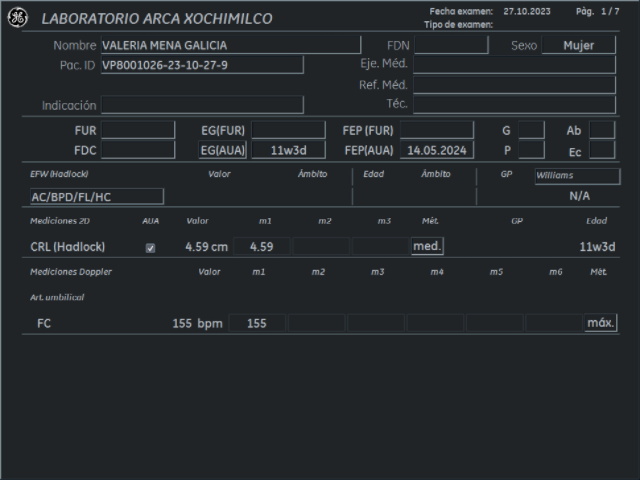 GE
LABORATORIO ARCA XOCHIMILCO
Fecha examen: 27.10.2023 Pàg. 1 / 7
Tipo de examen:
Nombre VALERIA MENA GALICIA FDN Sexo Mujer
Pac. ID VPB001026-23-10-27-9 Eje. Méd.
Ref. Méd.
Indicación Téc.
FUR EG(FUR) FEP (FUR) G Ab
FDC EG(AUA) 11w3d FEP(AUA) 14.05.2024 P Ec
EFW (Hadlock) Valor Ámbito Edad Ámbito GP Williams
AC/BPD/FL/HC N/A
Mediciones 2D AUA Valor m1 m2 m3 Mét. GP Edad
CRL (Hadlock) 4.59 cm 4.59 med. 11w3d
Mediciones Doppler Valor m1 m2 m3 m4 m5 m6 Mét.
Art. umbilical
FC 155 bpm 155 máx.